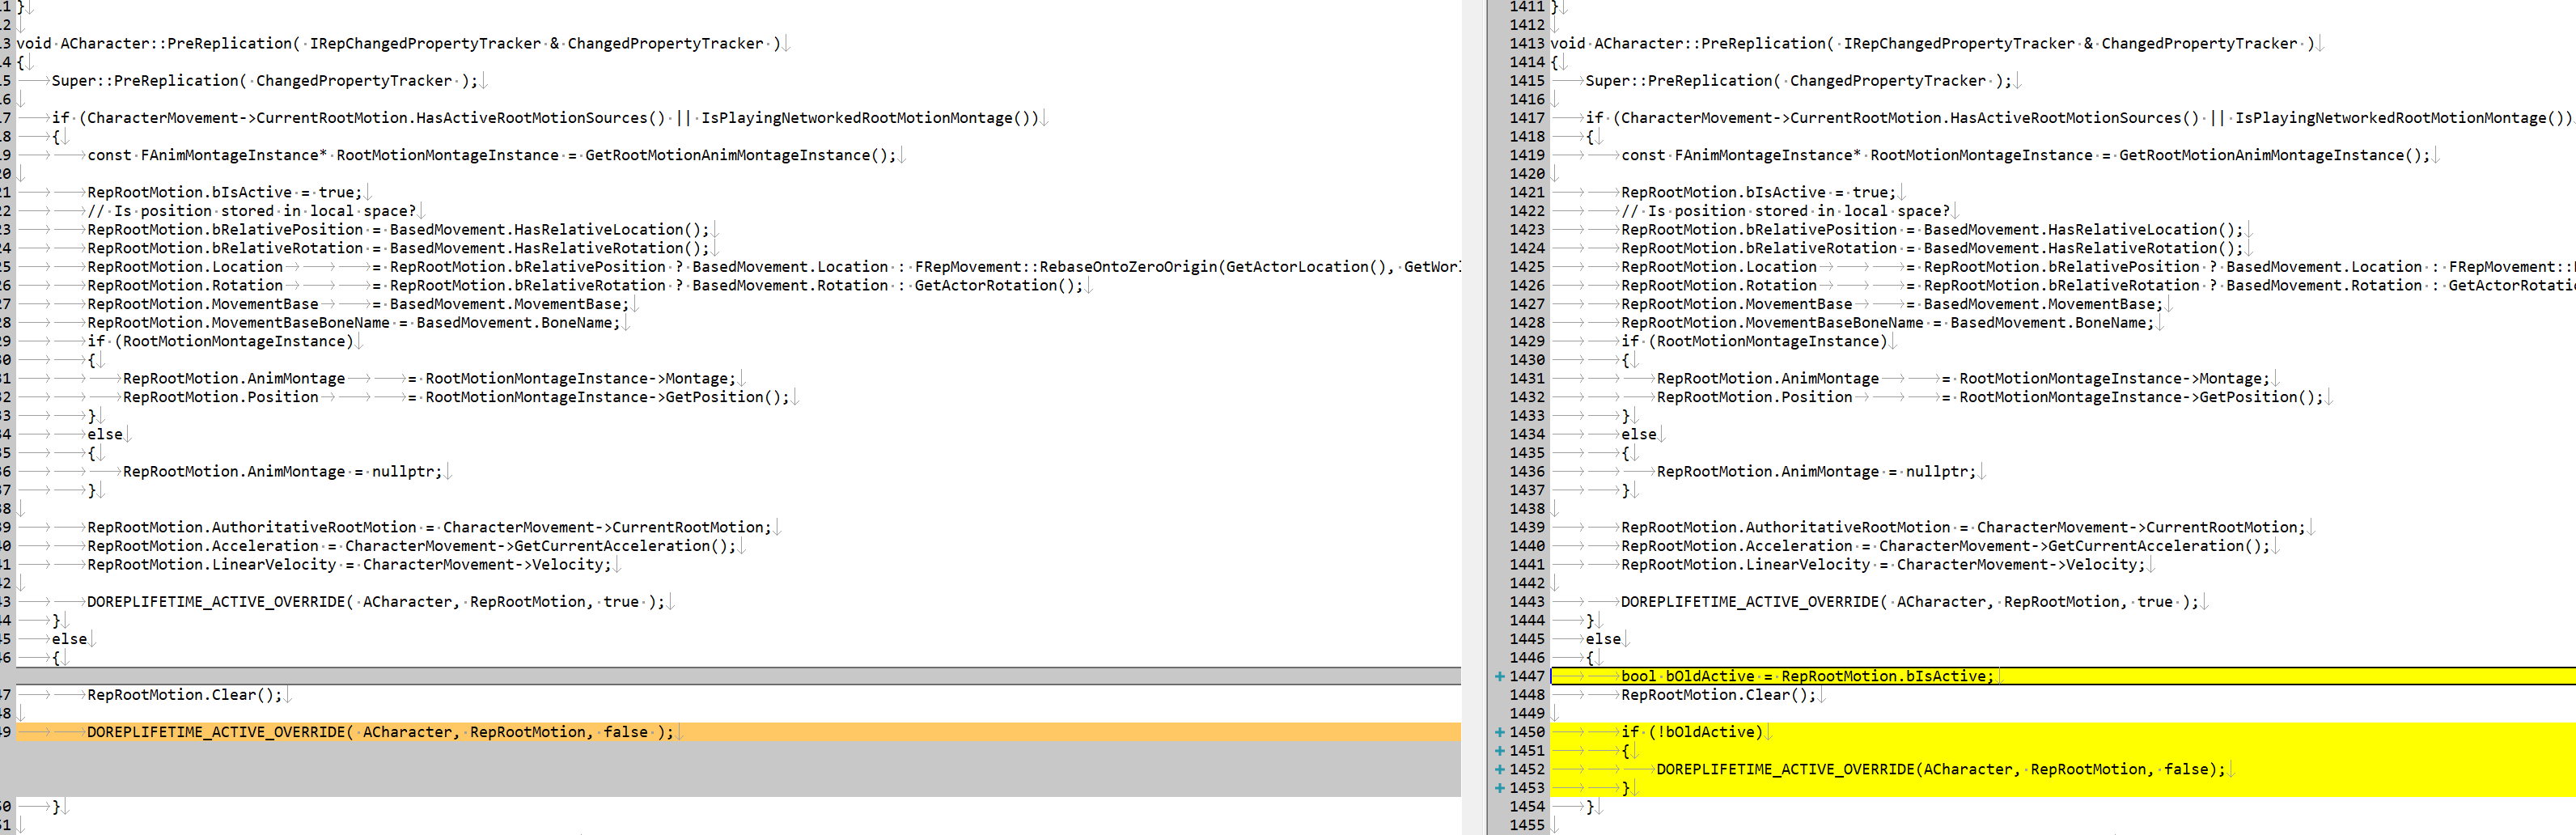 1 }
2
3 void ACharacter::PreReplication( IRepChangedPropertyTracker & ChangedPropertyTracker )
4 {
5 Super::PreReplication( ChangedPropertyTracker );
6
7 if (CharacterMovement->CurrentRootMotion.HasActiveRootMotionSources() || IsPlayingNetworkedRootMotionMontage())
8 {
9 const FAnimMontageInstance* RootMotionMontageInstance = GetRootMotionAnimMontageInstance();
0
1 RepRootMotion.bIsActive = true;
2 // Is position stored in local space?
3 RepRootMotion.bRelativePosition = BasedMovement.HasRelativeLocation();
4 RepRootMotion.bRelativeRotation = BasedMovement.HasRelativeRotation();
5 RepRootMotion.Location = RepRootMotion.bRelativePosition ? BasedMovement.Location : FRepMovement::RebaseOntoZeroOrigin(GetActorLocation(), GetWor
6 RepRootMotion.Rotation = RepRootMotion.bRelativeRotation ? BasedMovement.Rotation : GetActorRotation();
7 RepRootMotion.MovementBase = BasedMovement.MovementBase;
8 RepRootMotion.MovementBaseBoneName = BasedMovement.BoneName;
9 if (RootMotionMontageInstance)
0 {
1 RepRootMotion.AnimMontage = RootMotionMontageInstance->Montage;
2 RepRootMotion.Position = RootMotionMontageInstance->GetPosition();
3 }
4 else
5 {
6 RepRootMotion.AnimMontage = nullptr;
7 }
8
9 RepRootMotion.AuthoritativeRootMotion = CharacterMovement->CurrentRootMotion;
0 RepRootMotion.Acceleration = CharacterMovement->GetCurrentAcceleration();
1 RepRootMotion.LinearVelocity = CharacterMovement->Velocity;
2
3 DOREPLIFETIME_ACTIVE_OVERRIDE( ACharacter, RepRootMotion, true );
4 }
5 else
6 {
7 RepRootMotion.Clear();
8
9 DOREPLIFETIME_ACTIVE_OVERRIDE( ACharacter, RepRootMotion, false );
0 }
1
1411 }
1412
1413 void ACharacter::PreReplication( IRepChangedPropertyTracker & ChangedPropertyTracker )
1414 {
1415 Super::PreReplication( ChangedPropertyTracker );
1416
1417 if (CharacterMovement->CurrentRootMotion.HasActiveRootMotionSources() || IsPlayingNetworkedRootMotionMontage())
1418 {
1419 const FAnimMontageInstance* RootMotionMontageInstance = GetRootMotionAnimMontageInstance();
1420
1421 RepRootMotion.bIsActive = true;
1422 // Is position stored in local space?
1423 RepRootMotion.bRelativePosition = BasedMovement.HasRelativeLocation();
1424 RepRootMotion.bRelativeRotation = BasedMovement.HasRelativeRotation();
1425 RepRootMotion.Location = RepRootMotion.bRelativePosition ? BasedMovement.Location : FRepMovement::
1426 RepRootMotion.Rotation = RepRootMotion.bRelativeRotation ? BasedMovement.Rotation : GetActorRotati
1427 RepRootMotion.MovementBase = BasedMovement.MovementBase;
1428 RepRootMotion.MovementBaseBoneName = BasedMovement.BoneName;
1429 if (RootMotionMontageInstance)
1430 {
1431 RepRootMotion.AnimMontage = RootMotionMontageInstance->Montage;
1432 RepRootMotion.Position = RootMotionMontageInstance->GetPosition();
1433 }
1434 else
1435 {
1436 RepRootMotion.AnimMontage = nullptr;
1437 }
1438
1439 RepRootMotion.AuthoritativeRootMotion = CharacterMovement->CurrentRootMotion;
1440 RepRootMotion.Acceleration = CharacterMovement->GetCurrentAcceleration();
1441 RepRootMotion.LinearVelocity = CharacterMovement->Velocity;
1442
1443 DOREPLIFETIME_ACTIVE_OVERRIDE( ACharacter, RepRootMotion, true );
1444 }
1445 else
1446 {
+ 1447 bool bOldActive = RepRootMotion.bIsActive;
1448 RepRootMotion.Clear();
1449
+ 1450 if (!bOldActive)
+ 1451 {
+ 1452 DOREPLIFETIME_ACTIVE_OVERRIDE(ACharacter, RepRootMotion, false);
+ 1453 }
1454 }
1455